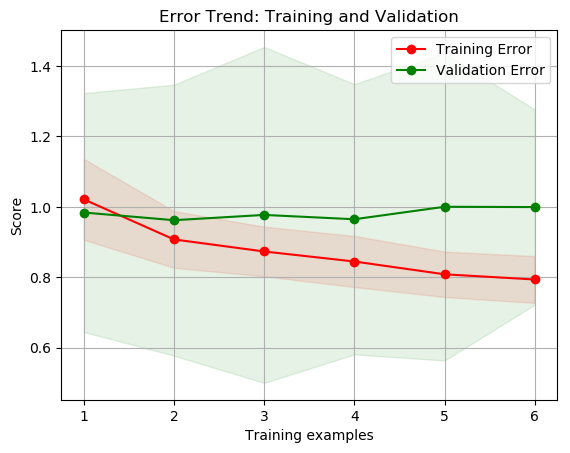 Error Trend: Training and Validation
Training Error
Validation Error
Score
1.4
1.2
1.0
0.8
0.6
1 2 3 4 5 6
Training examples